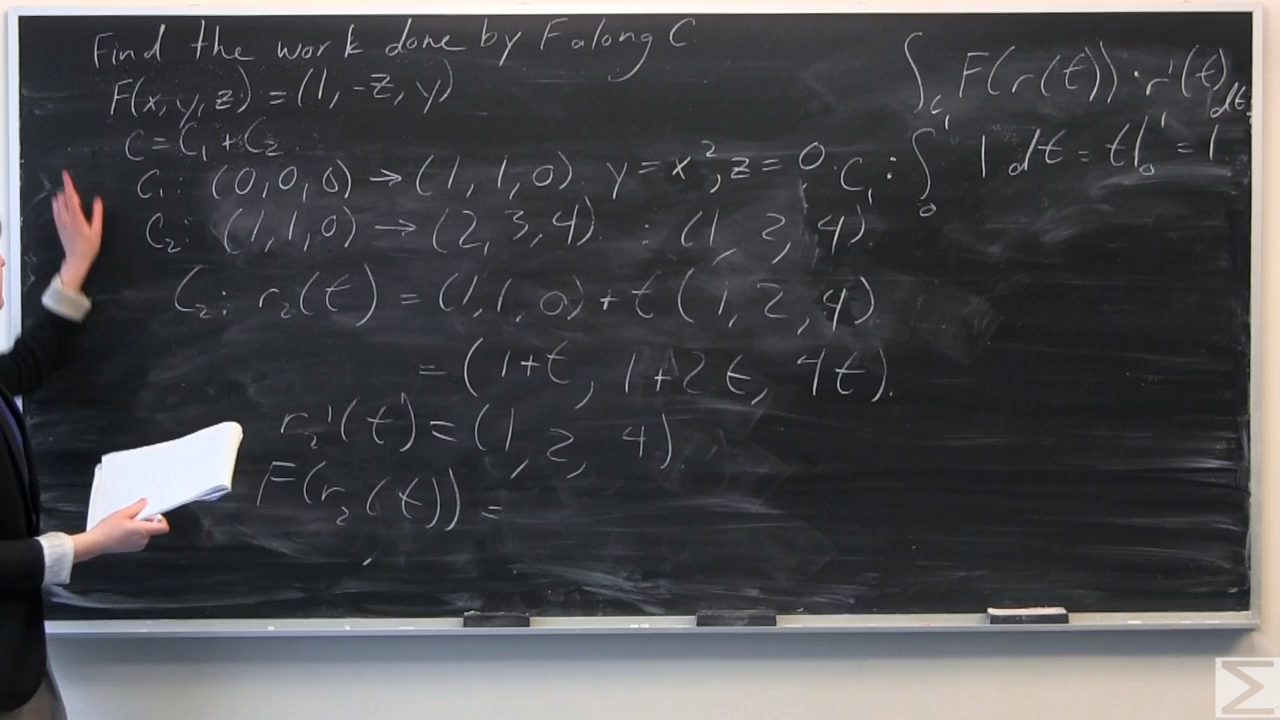 Find the work done by F along C
F(x, y, z) = (1, -z, y)
C = C₁ + C₂
C₁: (0, 0, 0) → (1, 1, 0) y = x², z = 0.
C₂: (1, 1, 0) → (2, 3, 4). : (1, 2, 4).
C₂: r₂(t) = (1, 1, 0) + t(1, 2, 4).
= (1+t, 1+2t, 4t).
r₂'(t) = (1, 2, 4)
F(r₂(t)) =
∫_C₁ F(r(t)) · r'(t) dt.
C₁: ∫₀¹ 1 dt = t|₀¹ = 1.
Σ